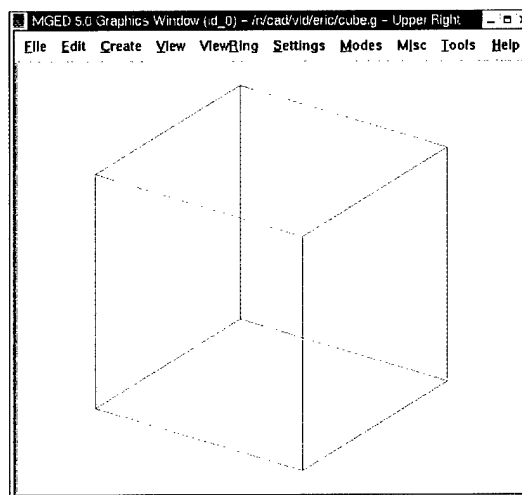 MGED 5.0 Graphics Window (id_0) – /n/cad/vld/eric/cube.g – Upper Right
File Edit Create View ViewRing Settings Modes Misc Tools Help